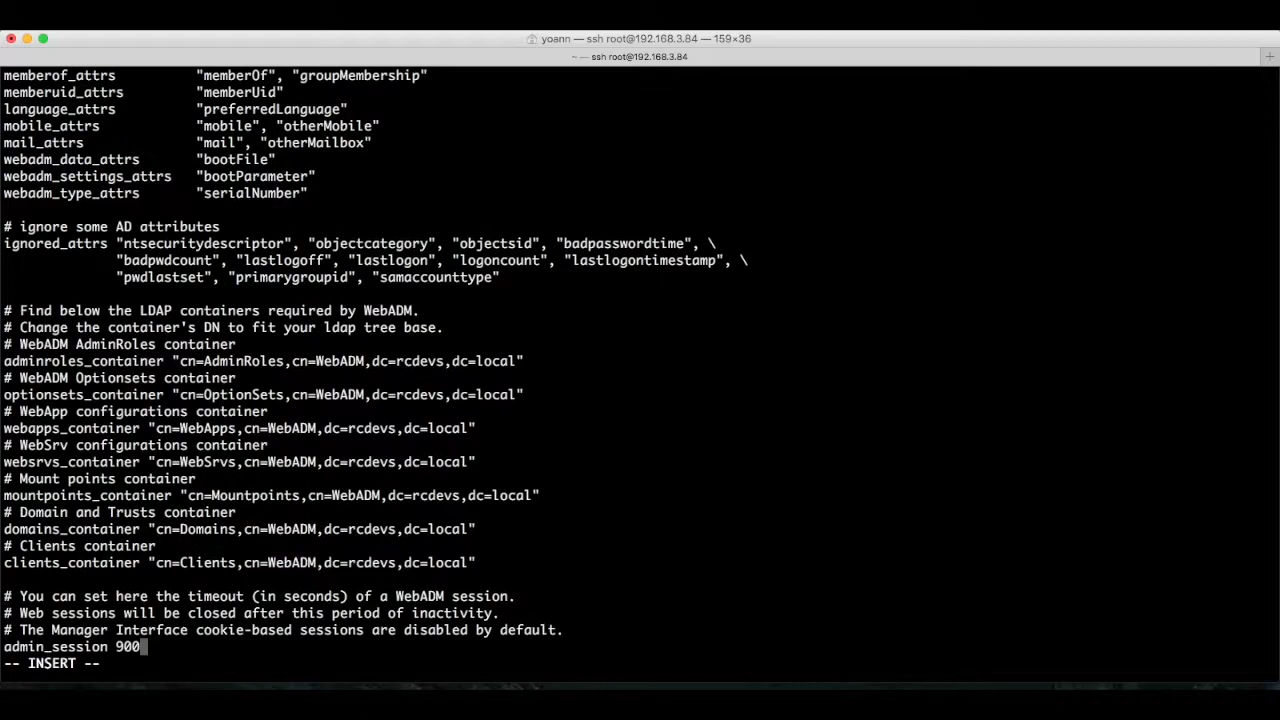 yoann — ssh root@192.168.3.84 — 159×36
~ — ssh root@192.168.3.84
memberof_attrs "memberOf", "groupMembership"
memberuid_attrs "memberUid"
language_attrs "preferredLanguage"
mobile_attrs "mobile", "otherMobile"
mail_attrs "mail", "otherMailbox"
webadm_data_attrs "bootFile"
webadm_settings_attrs "bootParameter"
webadm_type_attrs "serialNumber"
# ignore some AD attributes
ignored_attrs "ntsecuritydescriptor", "objectcategory", "objectsid", "badpasswordtime", \
"badpwdcount", "lastlogoff", "lastlogon", "logoncount", "lastlogontimestamp", \
"pwdlastset", "primarygroupid", "samaccounttype"
# Find below the LDAP containers required by WebADM.
# Change the container's DN to fit your ldap tree base.
# WebADM AdminRoles container
adminroles_container "cn=AdminRoles,cn=WebADM,dc=rcdevs,dc=local"
# WebADM Optionsets container
optionsets_container "cn=OptionSets,cn=WebADM,dc=rcdevs,dc=local"
# WebApp configurations container
webapps_container "cn=WebApps,cn=WebADM,dc=rcdevs,dc=local"
# WebSrv configurations container
websrvs_container "cn=WebSrvs,cn=WebADM,dc=rcdevs,dc=local"
# Mount points container
mountpoints_container "cn=Mountpoints,cn=WebADM,dc=rcdevs,dc=local"
# Domain and Trusts container
domains_container "cn=Domains,cn=WebADM,dc=rcdevs,dc=local"
# Clients container
clients_container "cn=Clients,cn=WebADM,dc=rcdevs,dc=local"
# You can set here the timeout (in seconds) of a WebADM session.
# Web sessions will be closed after this period of inactivity.
# The Manager Interface cookie-based sessions are disabled by default.
admin_session 900
-- INSERT --